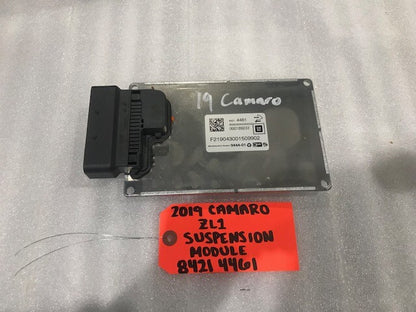 19 Camaro
4461
F219043001509902
2019 CAMARO
ZL1
SUSPENSION
MODULE
8421 4461